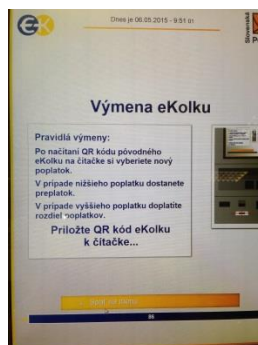 Dnes je 06.05.2015 - 9:51
Slovenská
Výmena eKolku
Pravidlá výmeny:
Po načítaní QR kódu pôvodného
eKolku na čítačke si vyberiete nový
poplatok.
V prípade nižšieho poplatku dostanete
preplatok.
V prípade vyššieho poplatku doplatíte
rozdiel poplatkov.
Priložte QR kód eKolku
k čítačke...
86